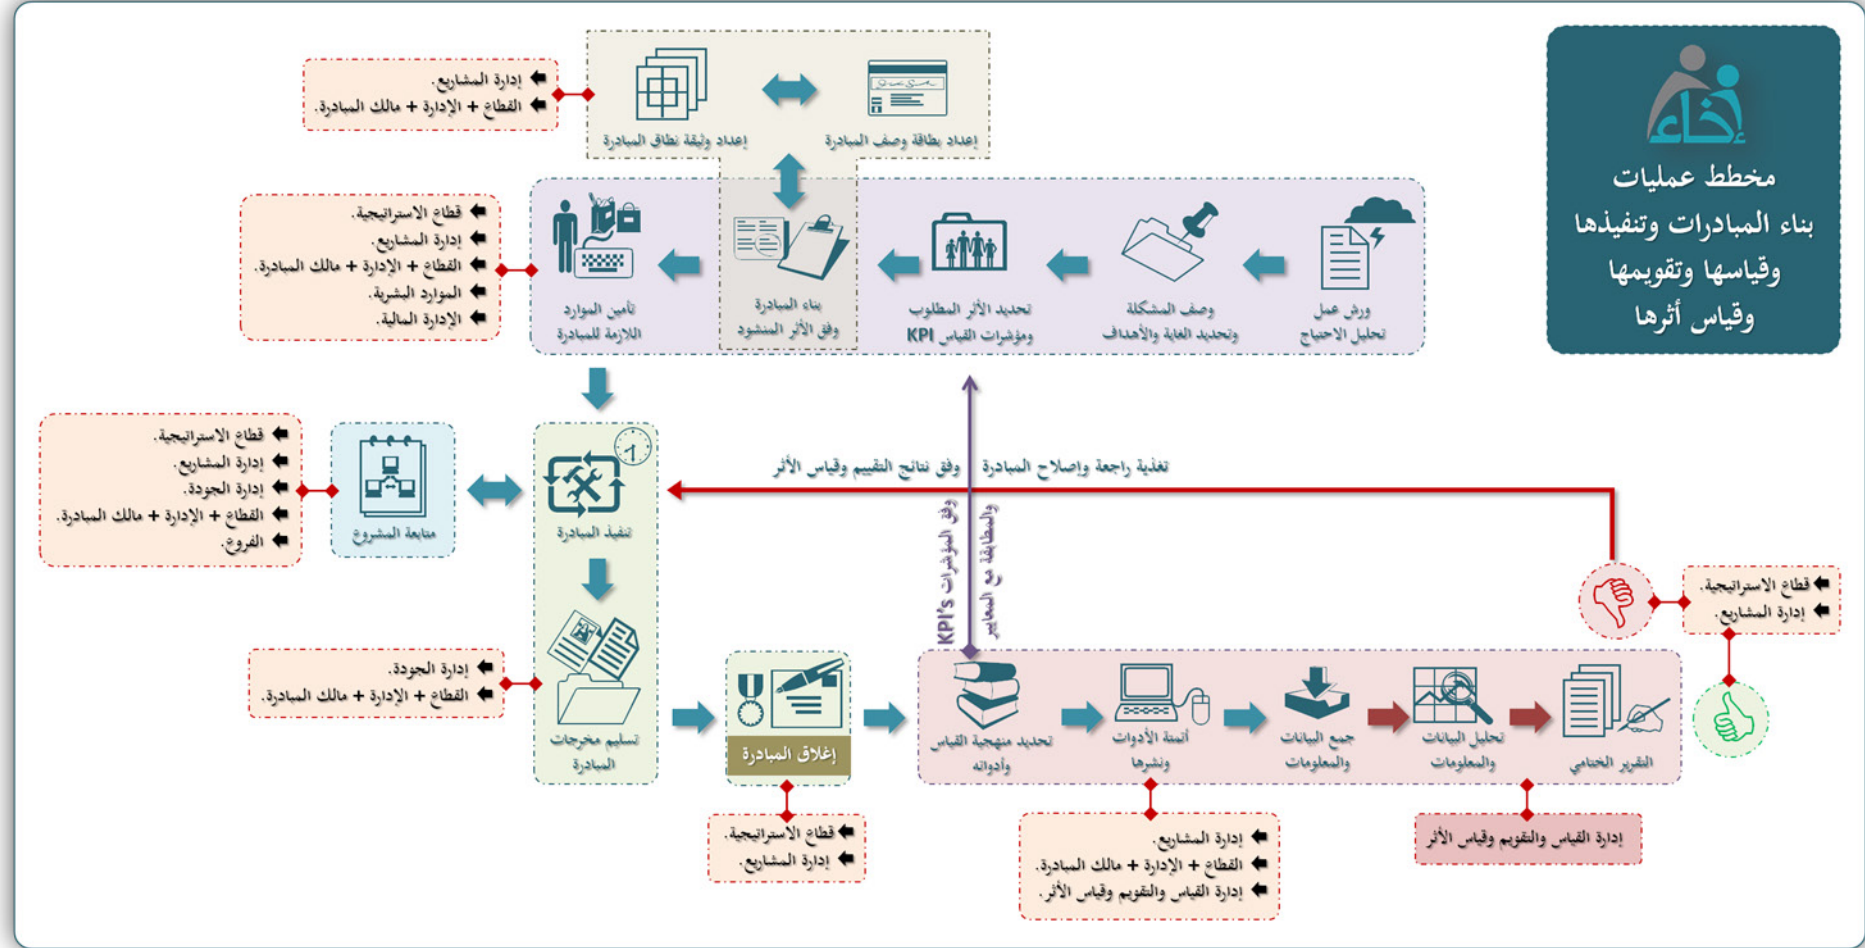 إخاء
مخطط عمليات
بناء المبادرات وتنفيذها
وقياسها وتقويمها
وقياس أثرها
إعداد بطاقة وصف المبادرة
إعداد وثيقة نطاق المبادرة
إدارة المشاريع.
القطاع + الإدارة + مالك المبادرة.
ورش عمل
تحليل الاحتياج
وصف المشكلة
وتحديد الغاية والأهداف
تحديد الأثر المطلوب
ومؤشرات القياس KPI
بناء المبادرة
وفق الأثر المنشود
تأمين الموارد
اللازمة للمبادرة
قطاع الاستراتيجية.
إدارة المشاريع.
القطاع + الإدارة + مالك المبادرة.
الموارد البشرية.
الإدارة المالية.
تغذية راجعة وإصلاح المبادرة
وفق نتائج التقييم وقياس الأثر
وفق المؤشرات KPI's
والمطابقة مع المعايير
تنفيذ المبادرة
متابعة المشروع
قطاع الاستراتيجية.
إدارة المشاريع.
إدارة الجودة.
القطاع + الإدارة + مالك المبادرة.
الفروع.
تسليم مخرجات
المبادرة
إدارة الجودة.
القطاع + الإدارة + مالك المبادرة.
إغلاق المبادرة
قطاع الاستراتيجية.
إدارة المشاريع.
تحديد منهجية القياس
وأدواته
أتمتة الأدوات
ونشرها
جمع البيانات
والمعلومات
تحليل البيانات
والمعلومات
التقرير الختامي
قطاع الاستراتيجية.
إدارة المشاريع.
إدارة المشاريع.
القطاع + الإدارة + مالك المبادرة.
إدارة القياس والتقويم وقياس الأثر.
إدارة القياس والتقويم وقياس الأثر